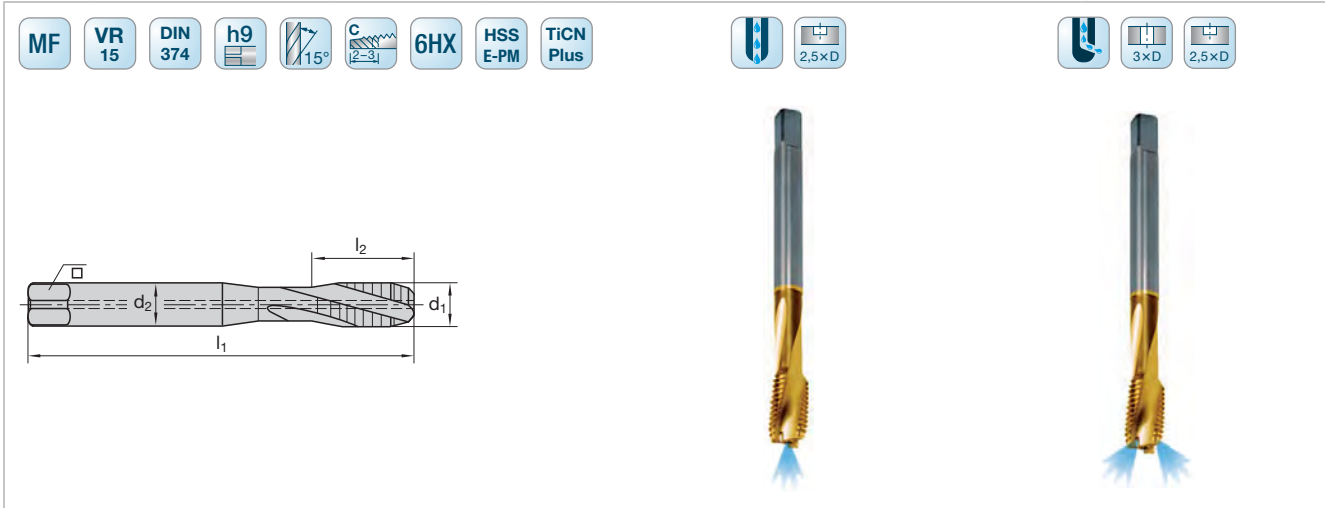 MF
VR
15
DIN
374
h9
15°
C
2–3
6HX
HSS
E-PM
TiCN
Plus
2,5×D
3×D
2,5×D
l2
d2
d1
l1